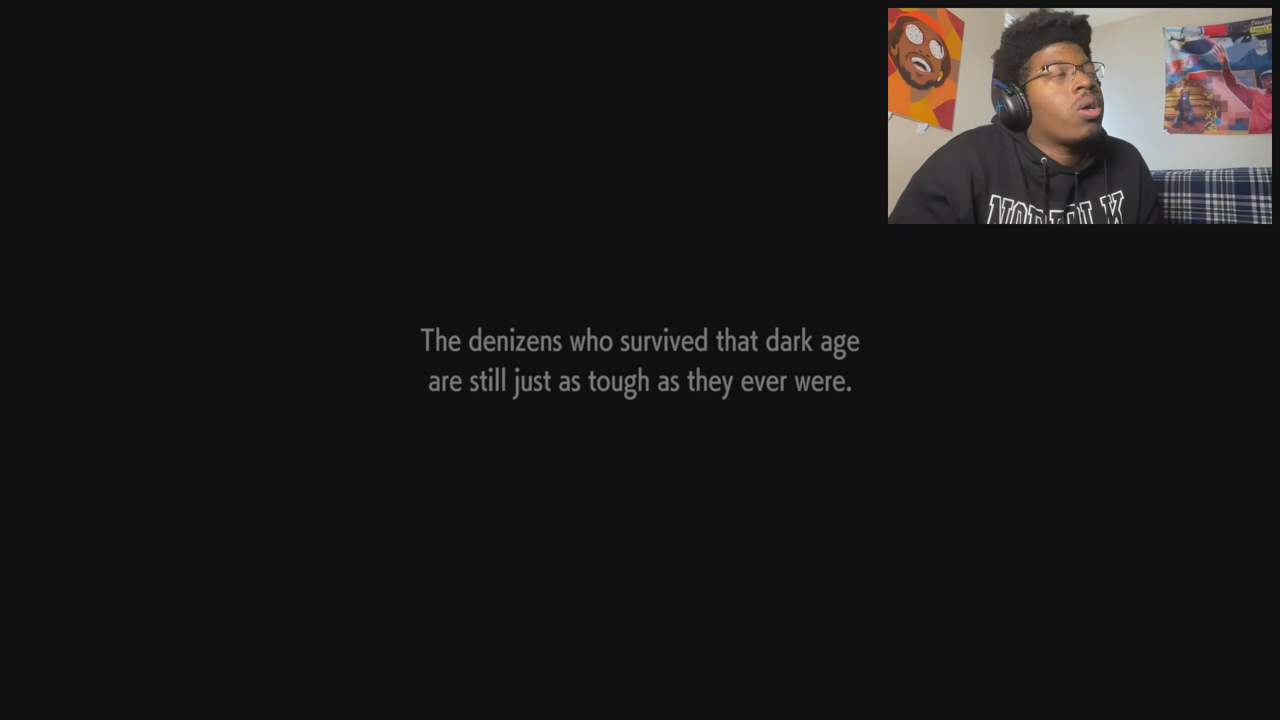 The denizens who survived that dark age
are still just as tough as they ever were.